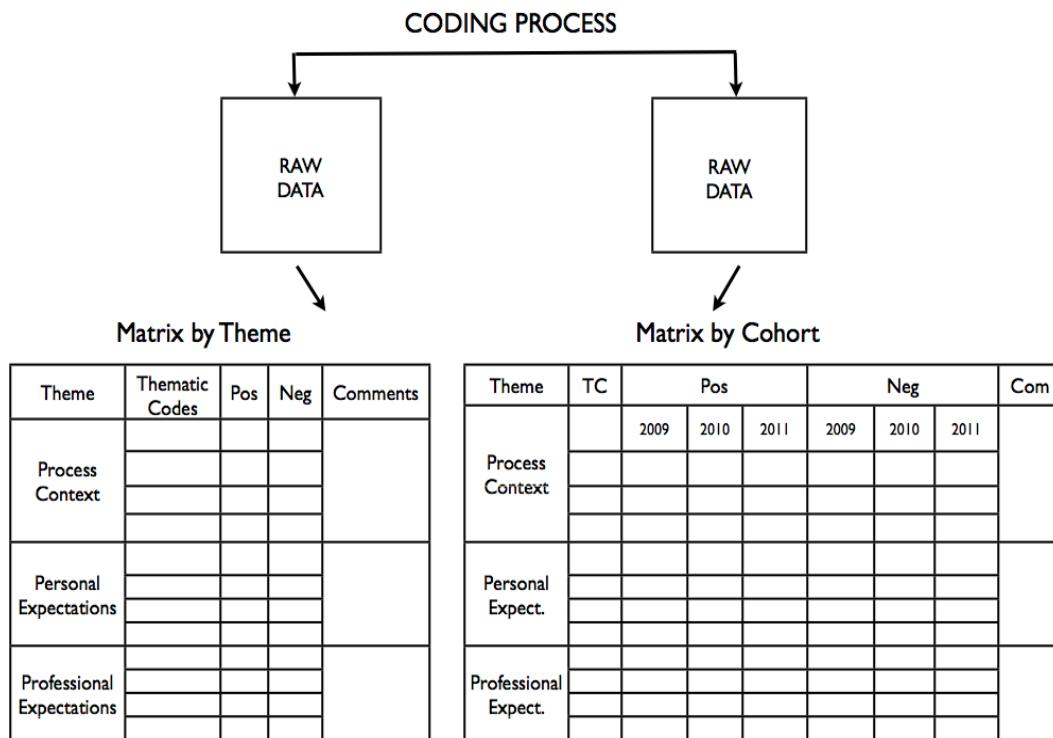 CODING PROCESS
RAW
DATA
RAW
DATA
Matrix by Theme
Theme
Thematic
Codes
Pos
Neg
Comments
Process
Context
Personal
Expectations
Professional
Expectations
Matrix by Cohort
Theme
TC
Pos
Neg
Com
2009
2010
2011
2009
2010
2011
Process
Context
Personal
Expect.
Professional
Expect.